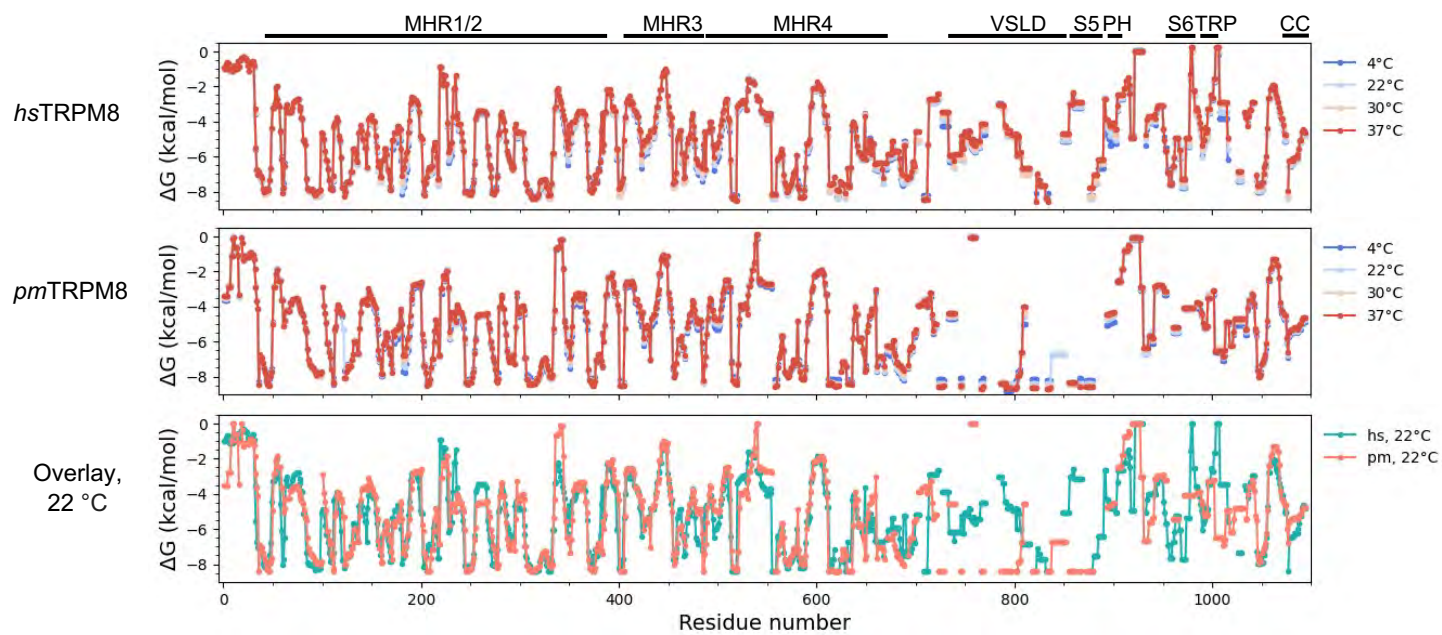 MHR1/2 MHR3 MHR4 VSLD S5 PH S6 TRP CC
hsTRPM8
ΔG (kcal/mol)
0
−2
−4
−6
−8
4°C
22°C
30°C
37°C
pmTRPM8
ΔG (kcal/mol)
0
−2
−4
−6
−8
4°C
22°C
30°C
37°C
Overlay,
22 °C
ΔG (kcal/mol)
0
−2
−4
−6
−8
hs, 22°C
pm, 22°C
0 200 400 600 800 1000
Residue number